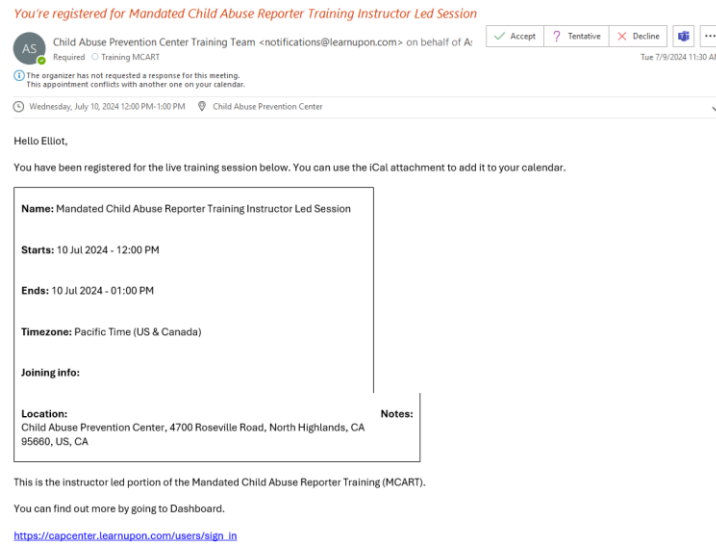 You're registered for Mandated Child Abuse Reporter Training Instructor Led Session
AS
Child Abuse Prevention Center Training Team <notifications@learnupon.com> on behalf of A:
Accept
Tentative
Decline
Required Training MCART
Tue 7/9/2024 11:30 AM
The organizer has not requested a response for this meeting.
This appointment conflicts with another one on your calendar.
Wednesday, July 10, 2024 12:00 PM-1:00 PM Child Abuse Prevention Center
Hello Elliot,
You have been registered for the live training session below. You can use the iCal attachment to add it to your calendar.
Name: Mandated Child Abuse Reporter Training Instructor Led Session
Starts: 10 Jul 2024 - 12:00 PM
Ends: 10 Jul 2024 - 01:00 PM
Timezone: Pacific Time (US & Canada)
Joining info:
Location: Notes:
Child Abuse Prevention Center, 4700 Roseville Road, North Highlands, CA
95660, US, CA
This is the instructor led portion of the Mandated Child Abuse Reporter Training (MCART).
You can find out more by going to Dashboard.
https://capcenter.learnupon.com/users/sign_in